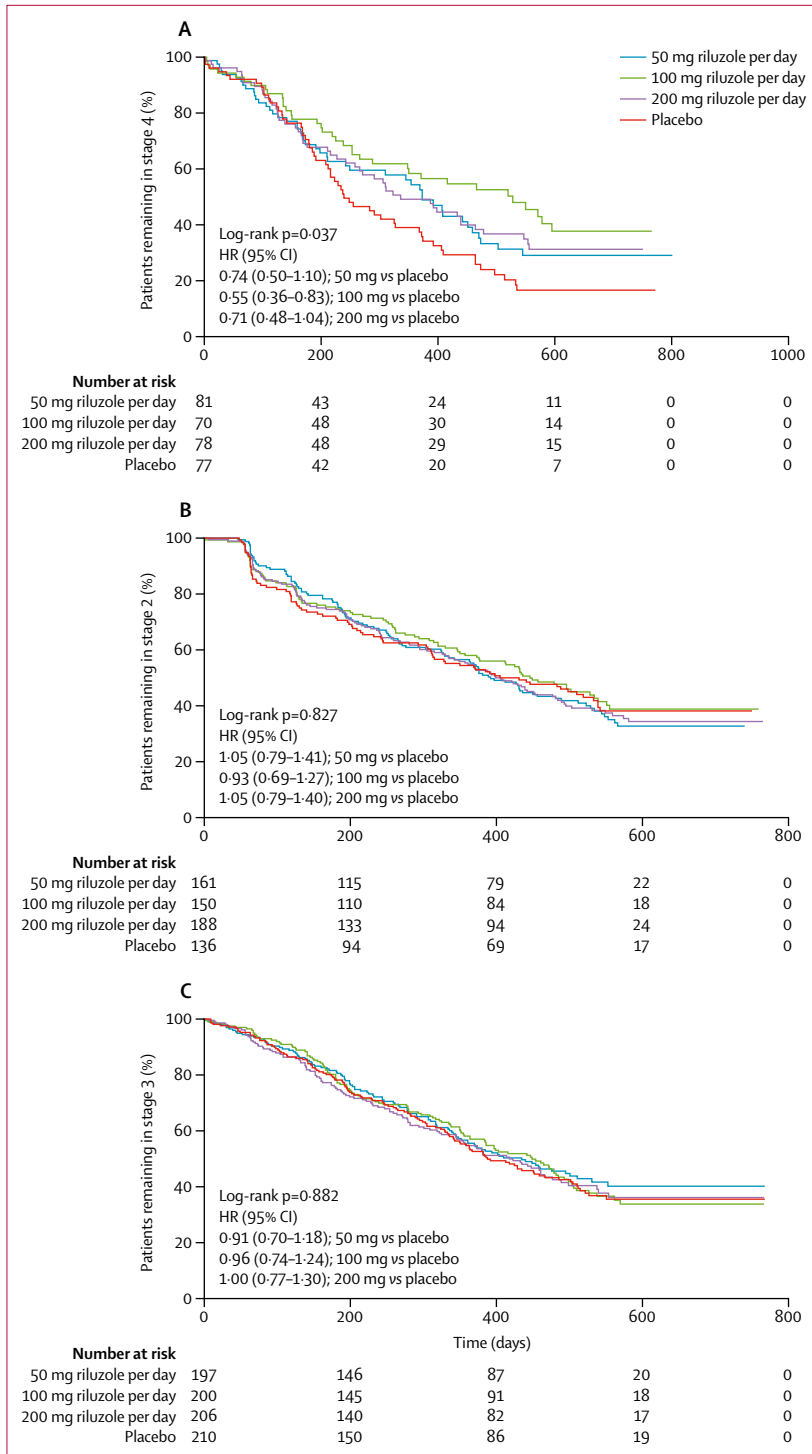 A
100
80
60
40
20
0
Patients remaining in stage 4 (%)
50 mg riluzole per day
100 mg riluzole per day
200 mg riluzole per day
Placebo
Log-rank p=0·037
HR (95% CI)
0·74 (0·50–1·10); 50 mg vs placebo
0·55 (0·36–0·83); 100 mg vs placebo
0·71 (0·48–1·04); 200 mg vs placebo
0 200 400 600 800 1000
Number at risk
50 mg riluzole per day 81 43 24 11 0 0
100 mg riluzole per day 70 48 30 14 0 0
200 mg riluzole per day 78 48 29 15 0 0
Placebo 77 42 20 7 0 0
B
100
80
60
40
20
0
Patients remaining in stage 2 (%)
Log-rank p=0·827
HR (95% CI)
1·05 (0·79–1·41); 50 mg vs placebo
0·93 (0·69–1·27); 100 mg vs placebo
1·05 (0·79–1·40); 200 mg vs placebo
0 200 400 600 800
Number at risk
50 mg riluzole per day 161 115 79 22 0
100 mg riluzole per day 150 110 84 18 0
200 mg riluzole per day 188 133 94 24 0
Placebo 136 94 69 17 0
C
100
80
60
40
20
0
Patients remaining in stage 3 (%)
Log-rank p=0·882
HR (95% CI)
0·91 (0·70–1·18); 50 mg vs placebo
0·96 (0·74–1·24); 100 mg vs placebo
1·00 (0·77–1·30); 200 mg vs placebo
0 200 400 600 800
Time (days)
Number at risk
50 mg riluzole per day 197 146 87 20 0
100 mg riluzole per day 200 145 91 18 0
200 mg riluzole per day 206 140 82 17 0
Placebo 210 150 86 19 0